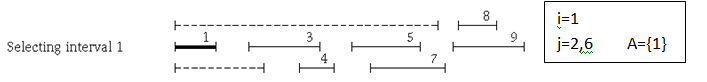 8
1 3 5 9
Selecting interval 1
4 7
i=1
j=2,6 A={1}